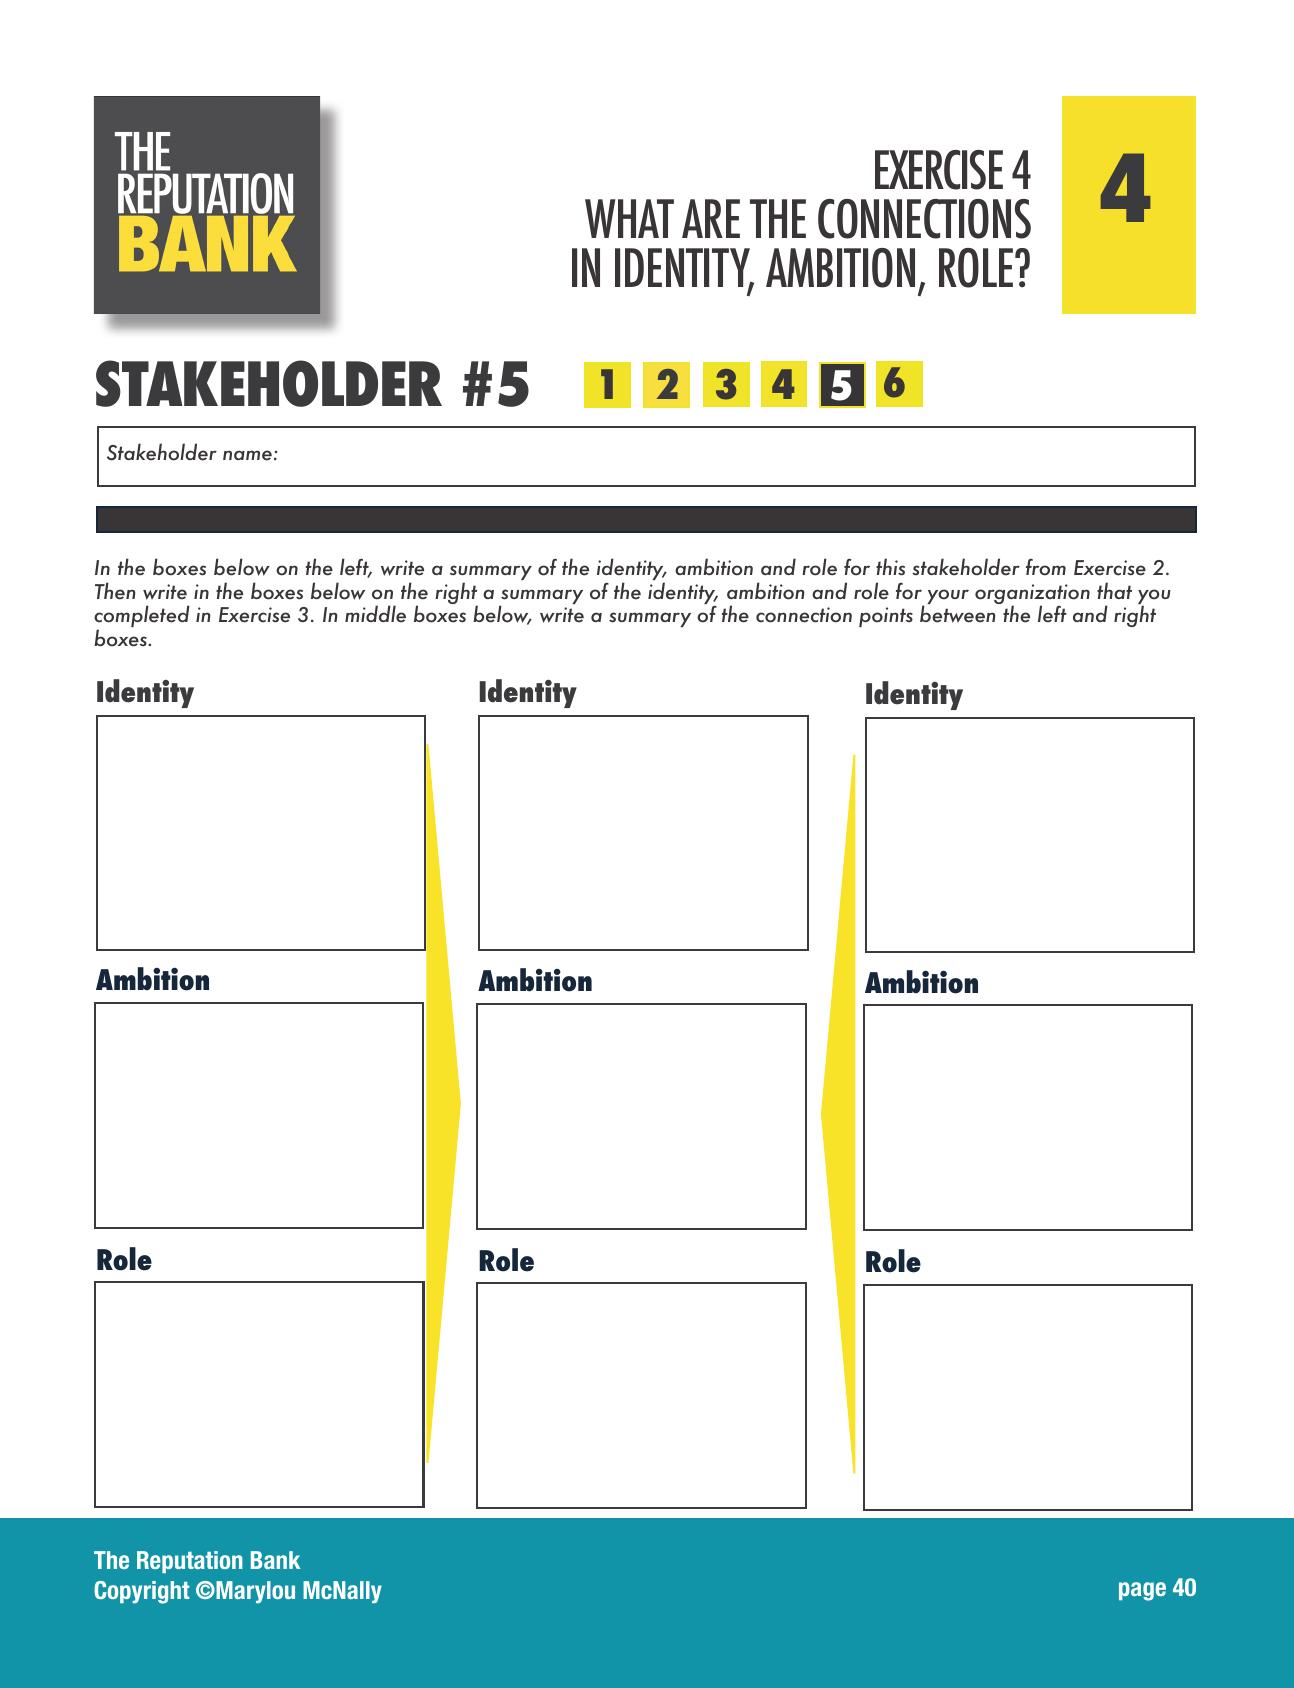 THE
REPUTATION
BANK
EXERCISE 4
WHAT ARE THE CONNECTIONS
IN IDENTITY, AMBITION, ROLE?
4
STAKEHOLDER #5
1 2 3 4 5 6
Stakeholder name:
In the boxes below on the left, write a summary of the identity, ambition and role for this stakeholder from Exercise 2.
Then write in the boxes below on the right a summary of the identity, ambition and role for your organization that you
completed in Exercise 3. In middle boxes below, write a summary of the connection points between the left and right
boxes.
Identity Identity Identity
Ambition Ambition Ambition
Role Role Role
The Reputation Bank
Copyright ©Marylou McNally
page 40